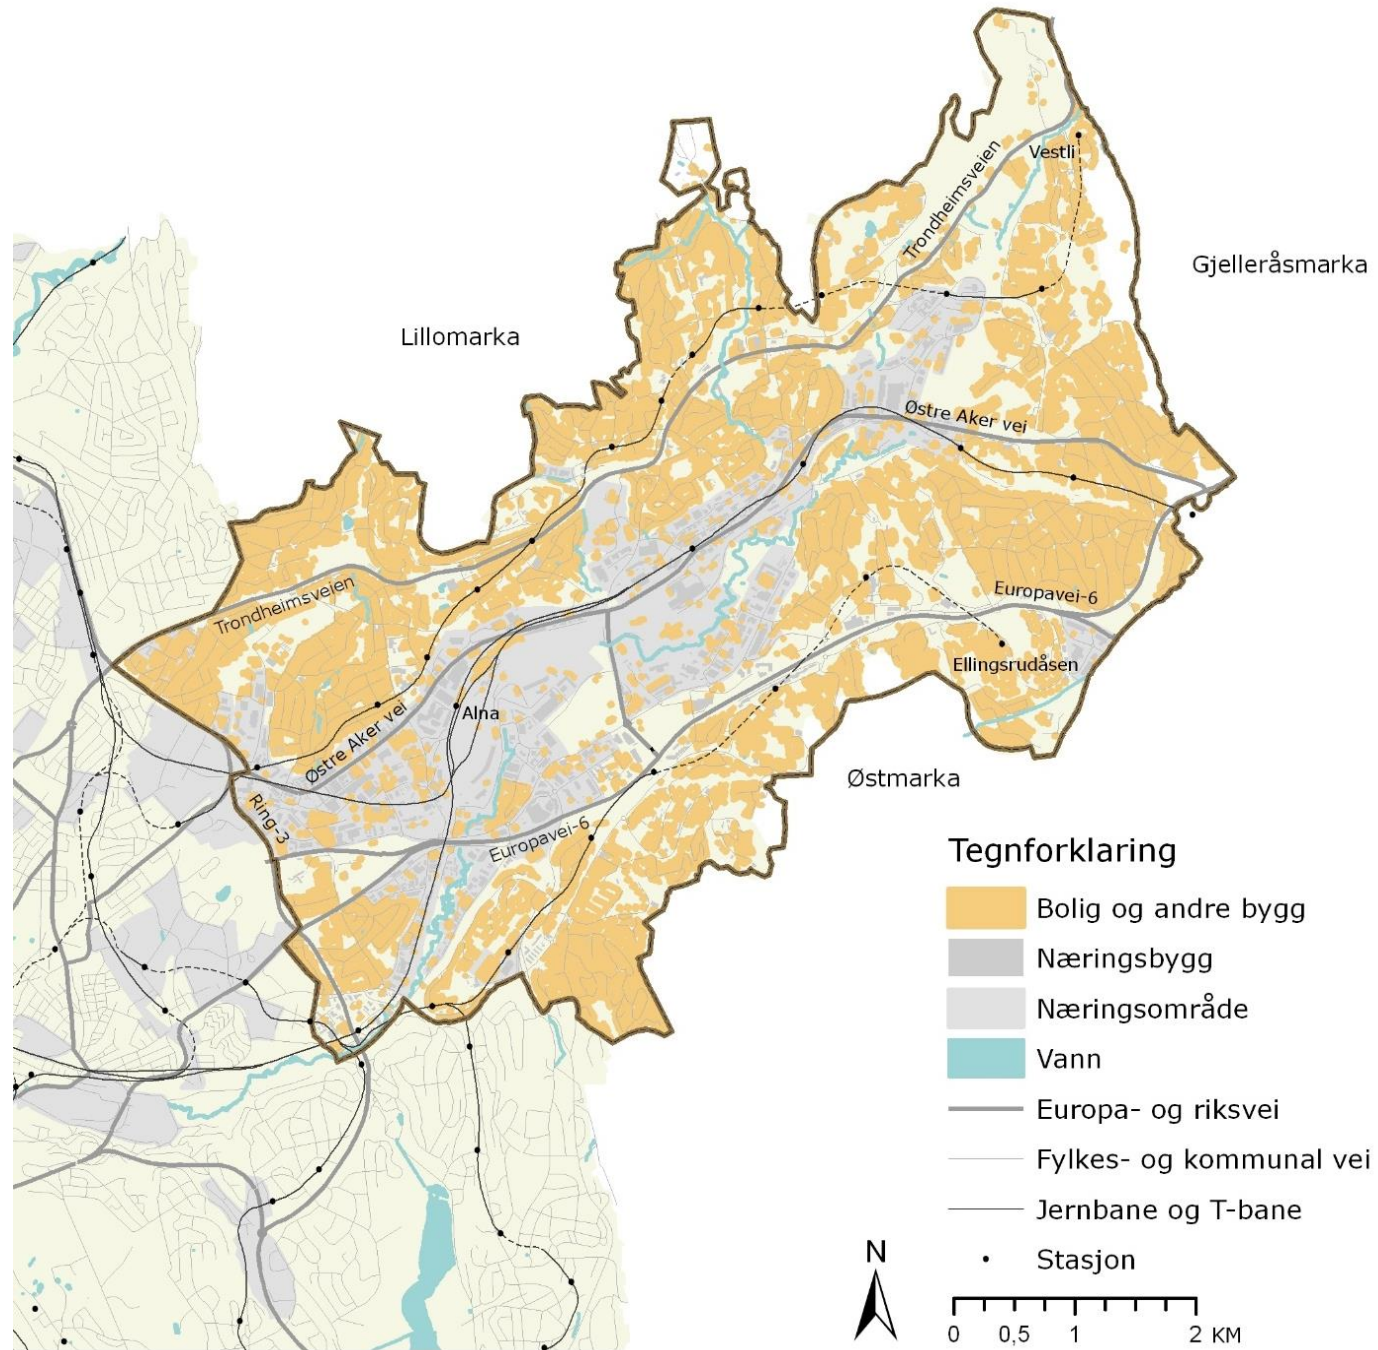 Vestli
Trondheimsveien
Gjelleråsmarka
Lillomarka
Østre Aker vei
Trondheimsveien
Europavei-6
Ellingsrudåsen
Alna
Østre Aker vei
Østmarka
Ring-3
Europavei-6
Tegnforklaring
Bolig og andre bygg
Næringsbygg
Næringsområde
Vann
Europa- og riksvei
Fylkes- og kommunal vei
Jernbane og T-bane
Stasjon
N
0 0,5 1 2 KM